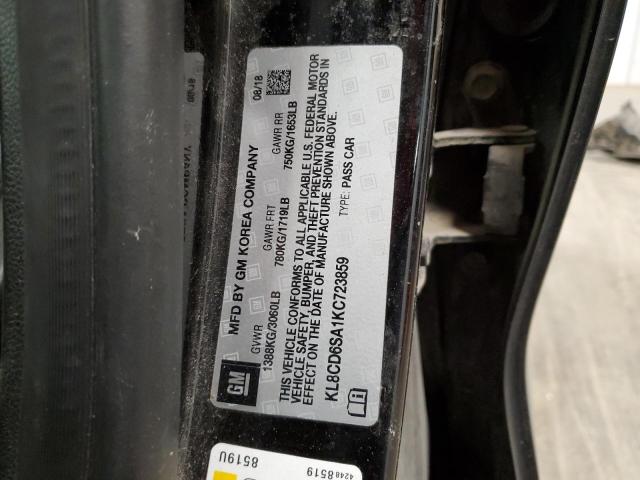 MFD BY GM KOREA COMPANY
08/18
GVWR
GAWR FRT
GAWR RR
1388KG/3060LB
780KG/1719LB
750KG/1653LB
THIS VEHICLE CONFORMS TO ALL APPLICABLE U.S. FEDERAL MOTOR
VEHICLE SAFETY, BUMPER, AND THEFT PREVENTION STANDARDS IN
EFFECT ON THE DATE OF MANUFACTURE SHOWN ABOVE.
KL8CD6SA1KC723859
TYPE: PASS CAR
GM
8519U
42488519